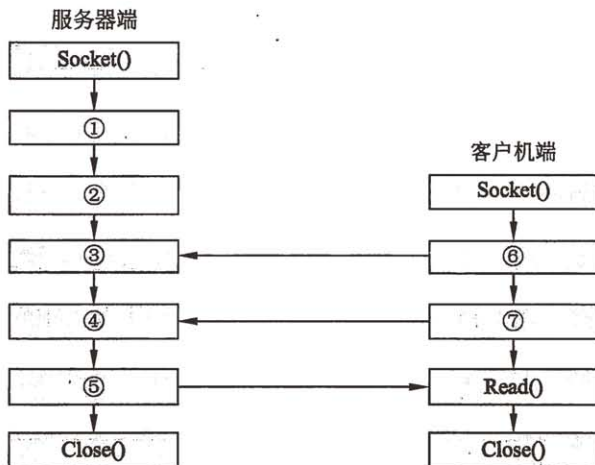 服务器端
Socket()
①
②
客户机端
Socket()
③
⑥
④
⑦
⑤
Read()
Close()
Close()